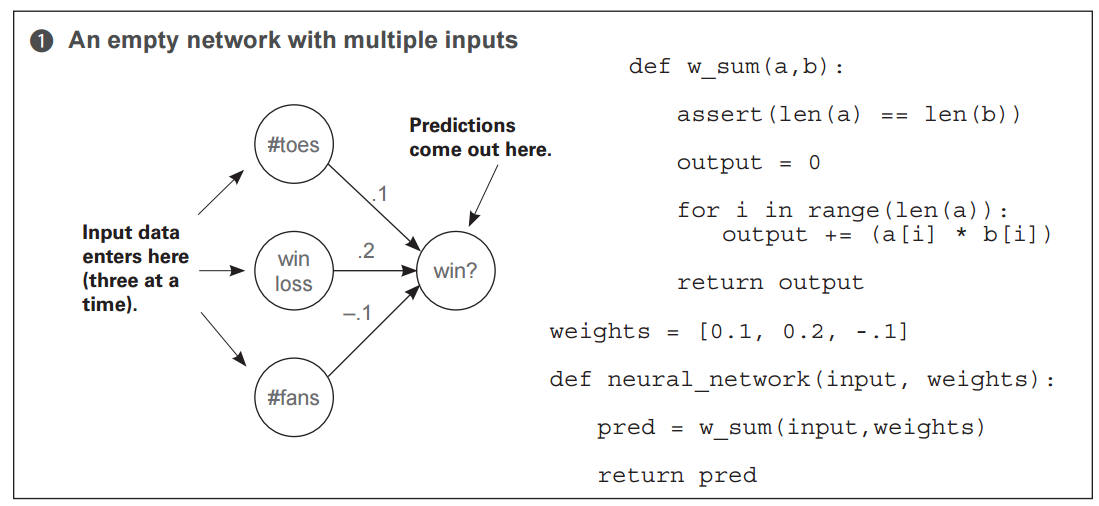 1 An empty network with multiple inputs
#toes
win
loss
#fans
Input data
enters here
(three at a
time).
.1
.2
–.1
Predictions
come out here.
win?
def w_sum(a,b):
assert(len(a) == len(b))
output = 0
for i in range(len(a)):
output += (a[i] * b[i])
return output
weights = [0.1, 0.2, -.1]
def neural_network(input, weights):
pred = w_sum(input,weights)
return pred